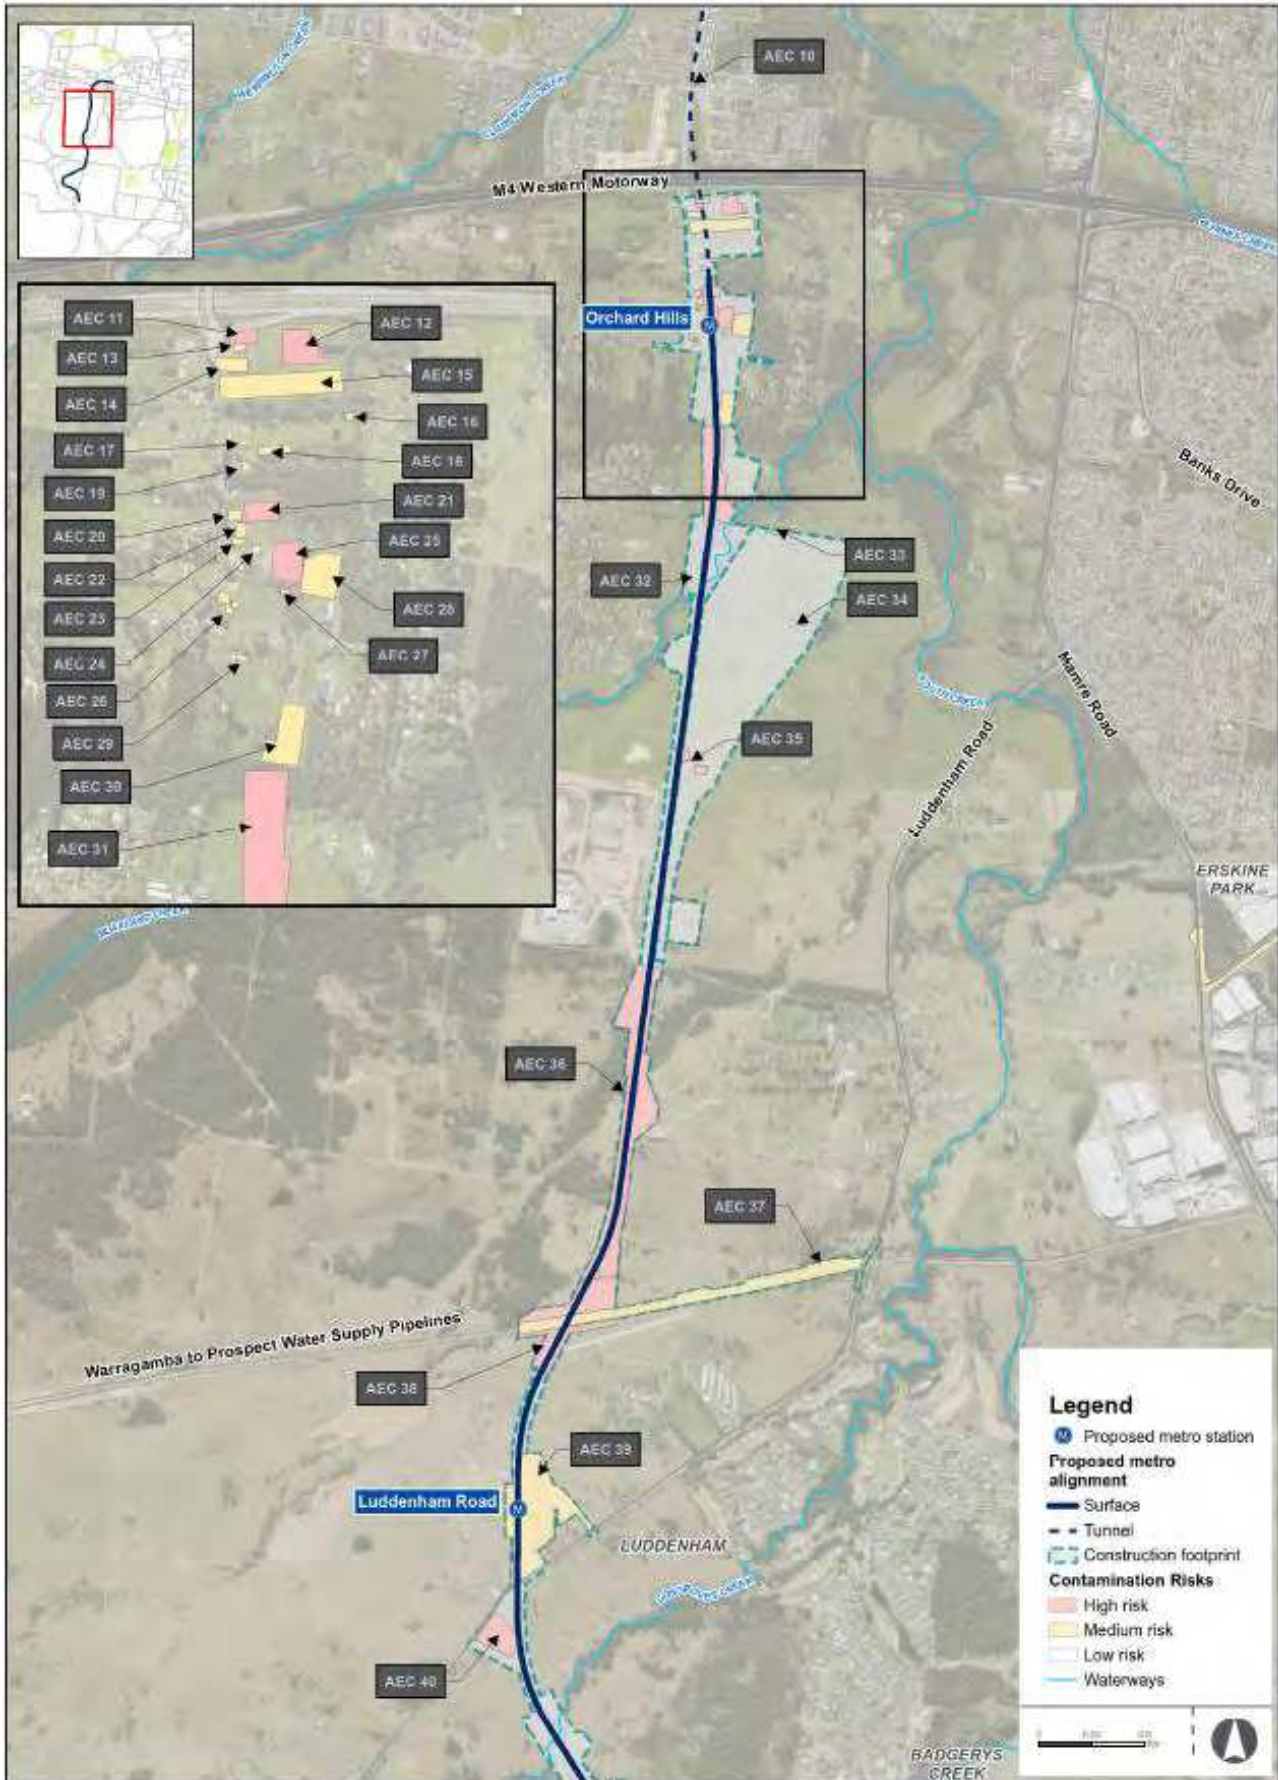 AEC 10
M4 Western Motorway
Orchard Hills
M
AEC 11
AEC 12
AEC 13
AEC 14
AEC 15
AEC 16
AEC 17
AEC 18
AEC 19
AEC 20
AEC 21
AEC 22
AEC 23
AEC 24
AEC 25
AEC 26
AEC 27
AEC 28
AEC 29
AEC 30
AEC 31
Banks Drive
AEC 32
AEC 33
AEC 34
AEC 35
Mamre Road
Luddenham Road
ERSKINE
PARK
AEC 36
AEC 37
Warragamba to Prospect Water Supply Pipelines
AEC 38
AEC 39
Luddenham Road
M
LUDDENHAM
AEC 40
BADGERYS
CREEK
Legend
M Proposed metro station
Proposed metro
alignment
Surface
Tunnel
Construction footprint
Contamination Risks
High risk
Medium risk
Low risk
Waterways